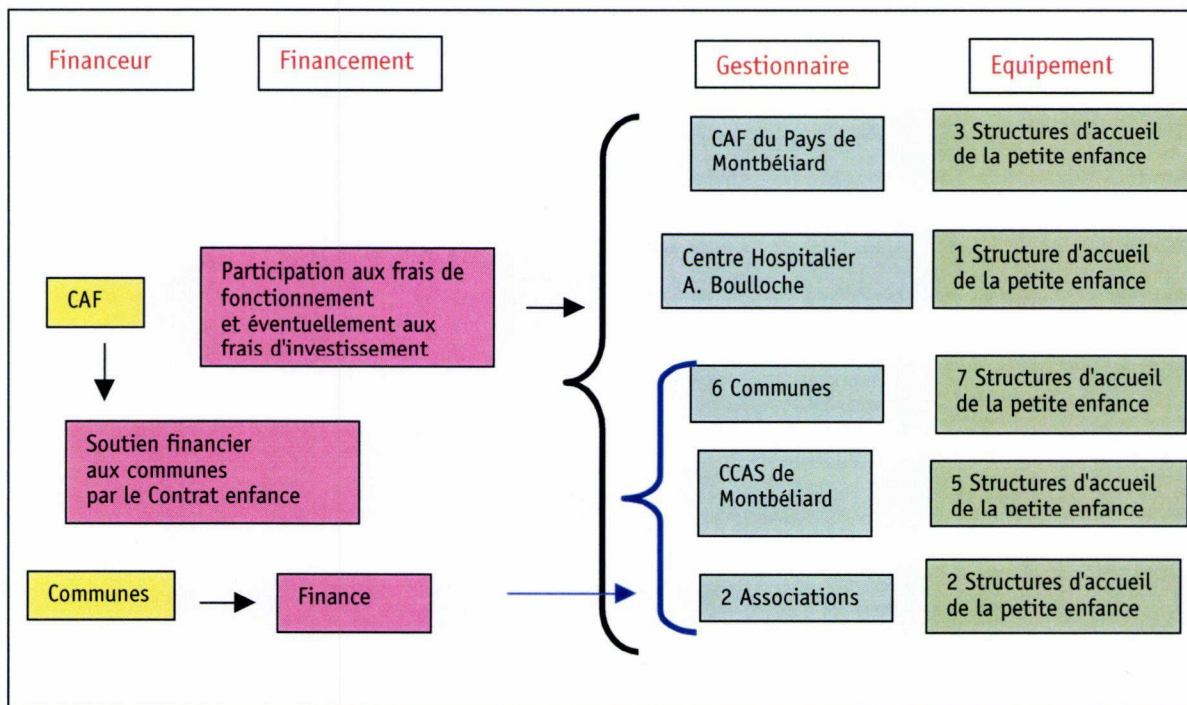 Financeur
Financement
Gestionnaire
Equipement
CAF du Pays de
Montbéliard
3 Structures d'accueil
de la petite enfance
CAF
Participation aux frais de
fonctionnement
et éventuellement aux
frais d'investissement
Centre Hospitalier
A. Boulloche
1 Structure d'accueil
de la petite enfance
6 Communes
7 Structures d'accueil
de la petite enfance
Soutien financier
aux communes
par le Contrat enfance
CCAS de
Montbéliard
5 Structures d'accueil
de la petite enfance
Communes
Finance
2 Associations
2 Structures d'accueil
de la petite enfance